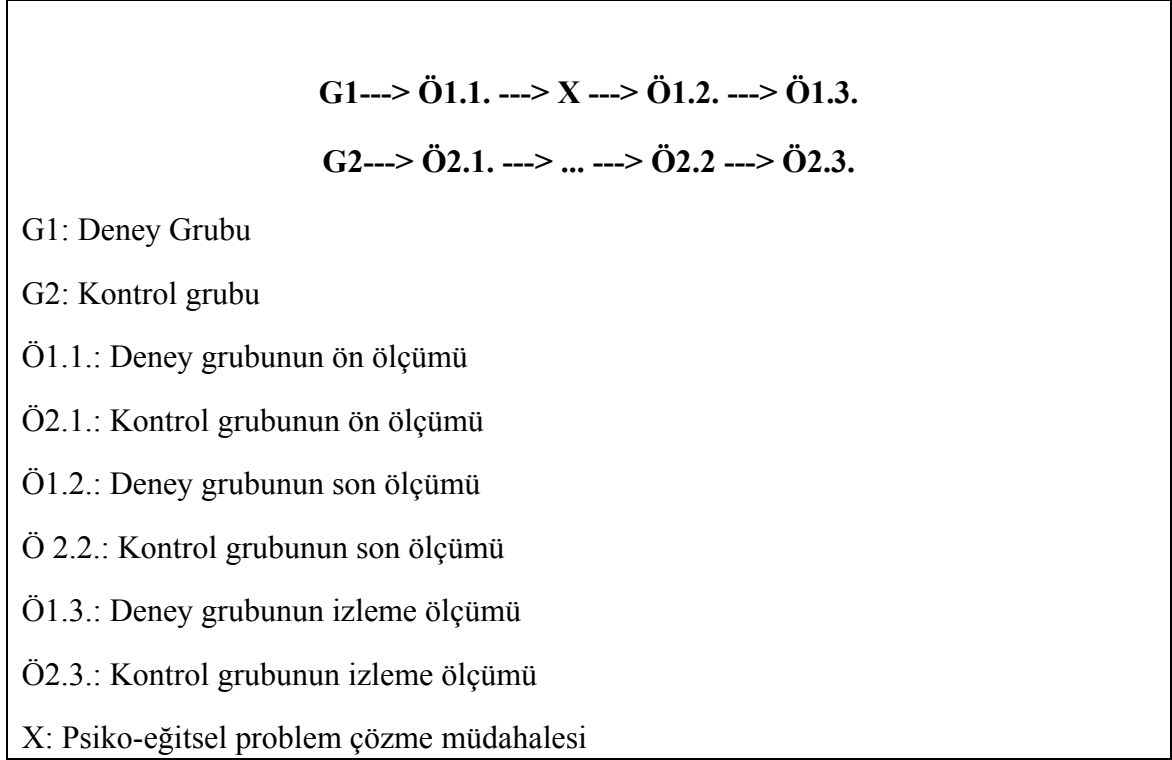 G1---> Ö1.1. ---> X ---> Ö1.2. ---> Ö1.3.
G2---> Ö2.1. ---> ... ---> Ö2.2 ---> Ö2.3.
G1: Deney Grubu
G2: Kontrol grubu
Ö1.1.: Deney grubunun ön ölçümü
Ö2.1.: Kontrol grubunun ön ölçümü
Ö1.2.: Deney grubunun son ölçümü
Ö 2.2.: Kontrol grubunun son ölçümü
Ö1.3.: Deney grubunun izleme ölçümü
Ö2.3.: Kontrol grubunun izleme ölçümü
X: Psiko-eğitsel problem çözme müdahalesi